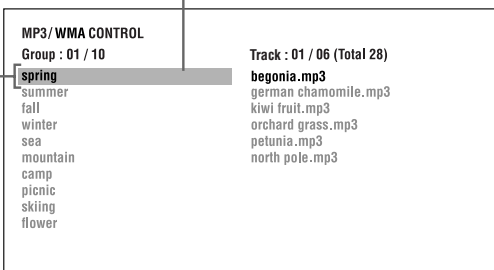 MP3/ WMA CONTROL
Group : 01 / 10
spring
summer
fall
winter
sea
mountain
camp
picnic
skiing
flower
Track : 01 / 06 (Total 28)
begonia.mp3
german chamomile.mp3
kiwi fruit.mp3
orchard grass.mp3
petunia.mp3
north pole.mp3